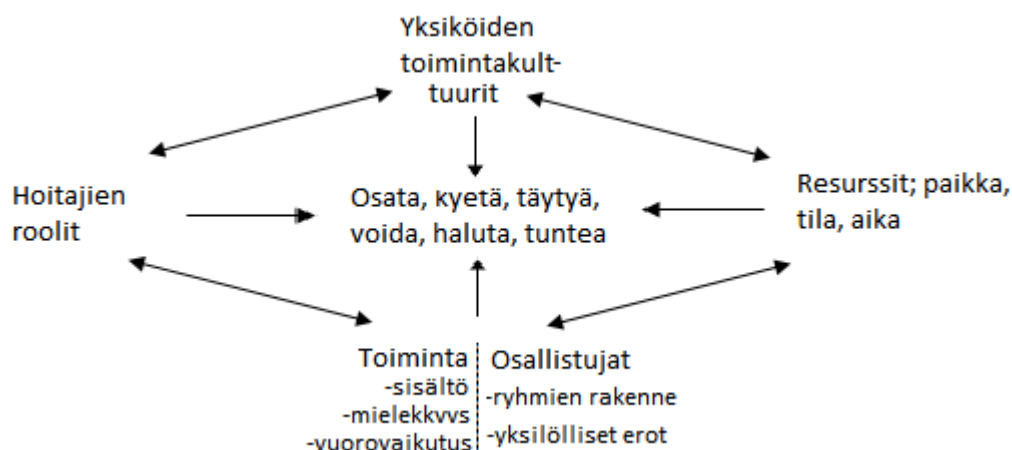 Yksiköiden
toimintakult-
tuurit
Hoitajien
roolit
Osata, kyetä, täytyä,
voida, haluta, tuntea
Resurssit; paikka,
tila, aika
Toiminta
-sisältö
-mielekkyys
-vuorovaikutus
Osallistujat
-ryhmien rakenne
-yksilölliset erot